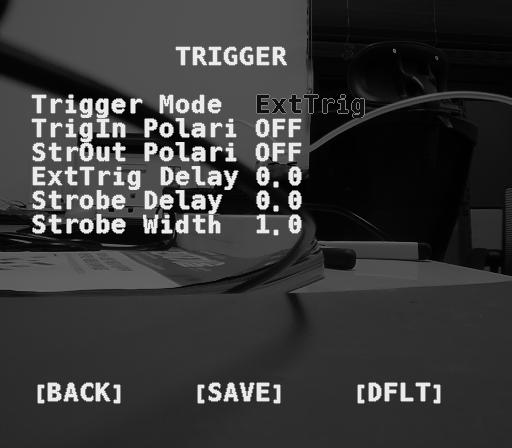 TRIGGER
Trigger Mode ExtTrig
TrigIn Polari OFF
StrOut Polari OFF
ExtTrig Delay 0.0
Strobe Delay 0.0
Strobe Width 1.0
[BACK] [SAVE] [DFLT]